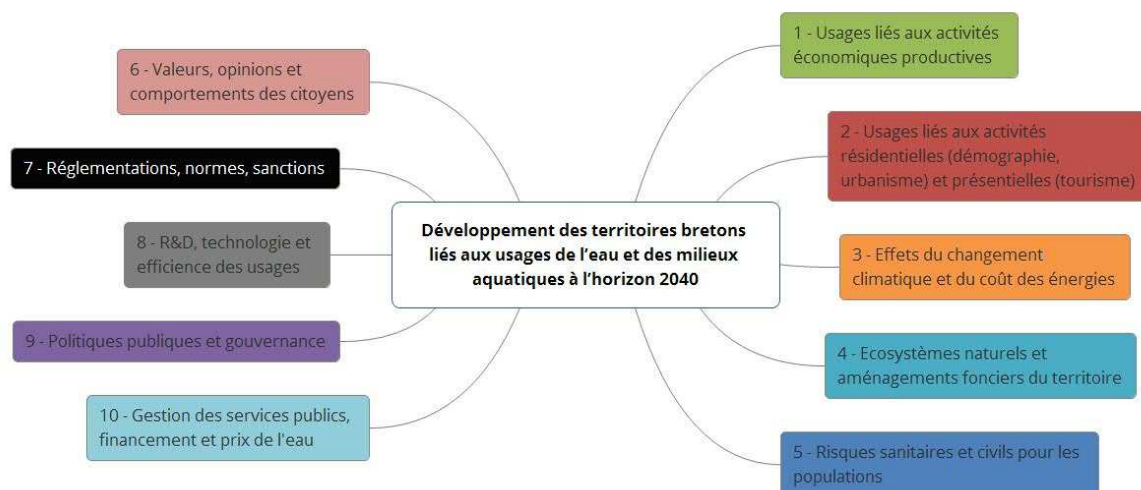 Développement des territoires bretons
liés aux usages de l’eau et des milieux
aquatiques à l’horizon 2040
1 - Usages liés aux activités
économiques productives
2 - Usages liés aux activités
résidentielles (démographie,
urbanisme) et présentielles (tourisme)
3 - Effets du changement
climatique et du coût des énergies
4 - Ecosystèmes naturels et
aménagements fonciers du territoire
5 - Risques sanitaires et civils pour les
populations
6 - Valeurs, opinions et
comportements des citoyens
7 - Réglementations, normes, sanctions
8 - R&D, technologie et
efficience des usages
9 - Politiques publiques et gouvernance
10 - Gestion des services publics,
financement et prix de l'eau